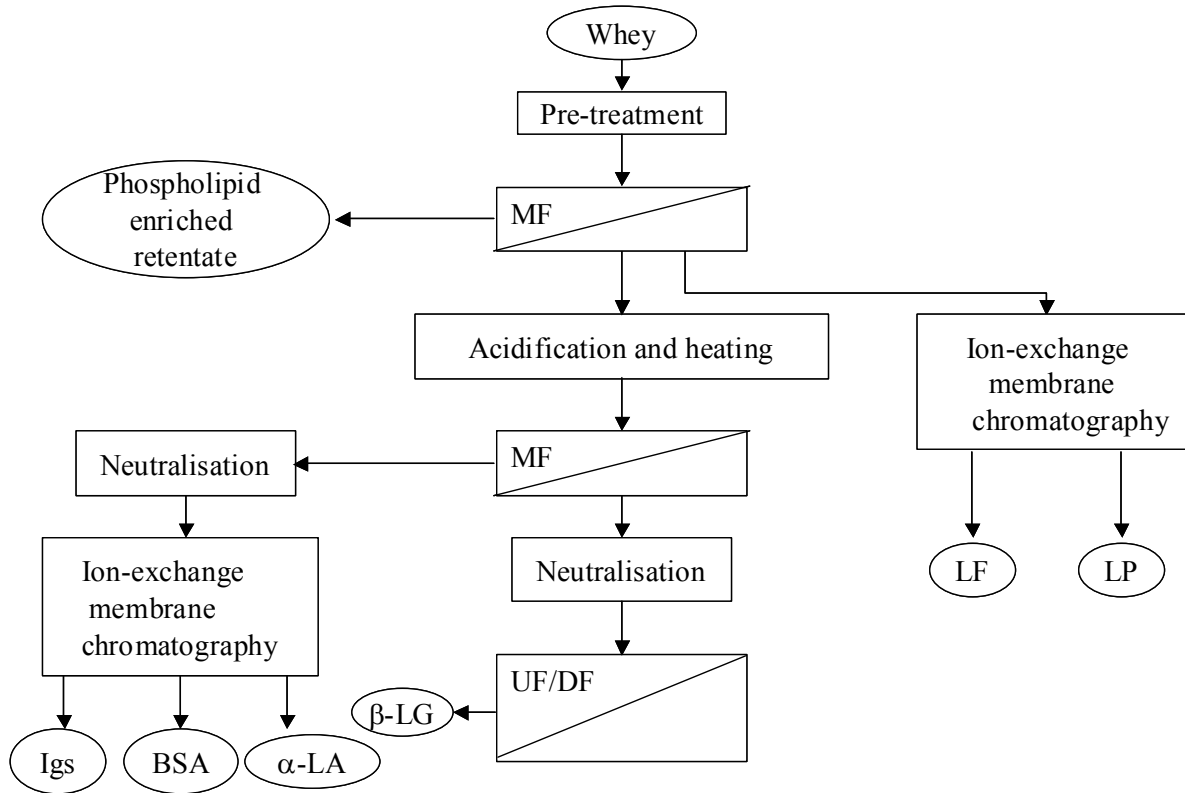 Whey
Pre-treatment
Phospholipid
enriched
retentate
MF
Acidification and heating
Ion-exchange
membrane
chromatography
Neutralisation
MF
Ion-exchange
membrane
chromatography
Neutralisation
LF
LP
UF/DF
β-LG
Igs
BSA
α-LA